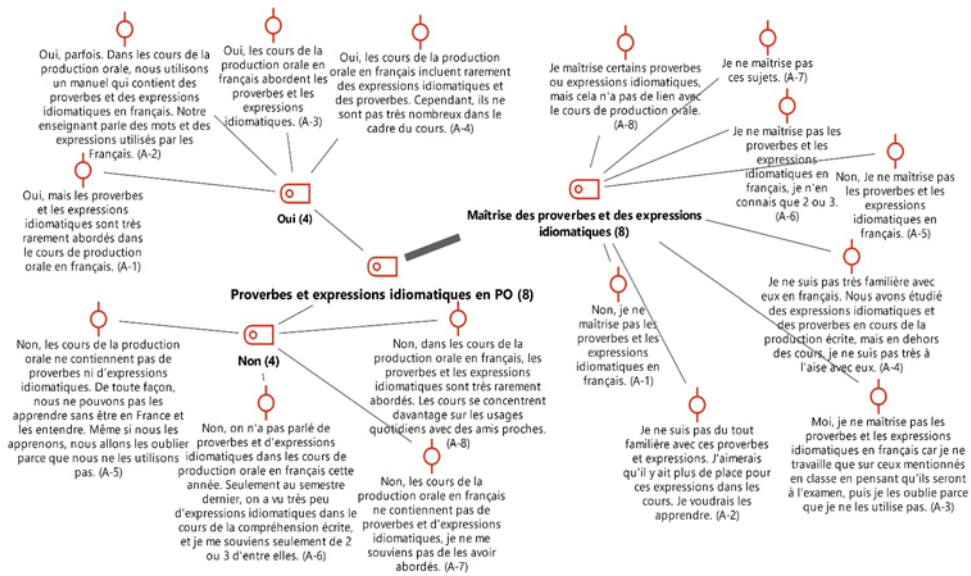 Oui, parfois. Dans les cours de la
production orale, nous utilisons
un manuel qui contient des
proverbes et des expressions
idiomatiques en français. Notre
enseignant parle des mots et des
expressions utilisés par les
Français. (A-2)
Oui, les cours de la
production orale en
français abordent les
proverbes et les
expressions
idiomatiques. (A-3)
Oui, les cours de la production
orale en français incluent rarement
des expressions idiomatiques et
des proverbes. Cependant, ils ne
sont pas très nombreux dans le
cadre du cours. (A-4)
Oui, mais les proverbes
et les expressions
idiomatiques sont très
rarement abordés dans
le cours de production
orale en français. (A-1)
Oui (4)
Je maîtrise certains proverbes
ou expressions idiomatiques,
mais cela n'a pas de lien avec
le cours de production orale.
(A-8)
Je ne maîtrise pas
ces sujets. (A-7)
Je ne maîtrise pas les
proverbes et les
expressions
idiomatiques en
français, je n'en
connais que 2 ou 3.
(A-6)
Non, Je ne maîtrise pas
les proverbes et les
expressions
idiomatiques en
français. (A-5)
Maîtrise des proverbes et des expressions
idiomatiques (8)
Proverbes et expressions idiomatiques en PO (8)
Non, je ne
maîtrise pas les
proverbes et les
expressions
idiomatiques en
français. (A-1)
Je ne suis pas très familière avec
eux en français. Nous avons étudié
des expressions idiomatiques et
des proverbes en cours de la
production écrite, mais en dehors
des cours, je ne suis pas très à
l'aise avec eux. (A-4)
Non (4)
Non, les cours de la production
orale ne contiennent pas de
proverbes ni d'expressions
idiomatiques. De toute façon,
nous ne pouvons pas les
apprendre sans être en France et
les entendre. Même si nous les
apprenons, nous allons les oublier
parce que nous ne les utilisons
pas. (A-5)
Non, dans les cours de la
production orale en français, les
proverbes et les expressions
idiomatiques sont très rarement
abordés. Les cours se concentrent
davantage sur les usages
quotidiens avec des amis proches.
(A-8)
Non, on n'a pas parlé de
proverbes et d'expressions
idiomatiques dans les cours de
production orale en français cette
année. Seulement au semestre
dernier, on a vu très peu
d'expressions idiomatiques dans le
cours de la compréhension écrite,
et je me souviens seulement de 2
ou 3 d'entre elles. (A-6)
Non, les cours de la
production orale en français
ne contiennent pas de
proverbes et d'expressions
idiomatiques, je ne me
souviens pas de les avoir
abordés. (A-7)
Je ne suis pas du tout
familière avec ces proverbes
et expressions. J'aimerais
qu'il y ait plus de place pour
ces expressions dans les
cours. Je voudrais les
apprendre. (A-2)
Moi, je ne maîtrise pas les
proverbes et les expressions
idiomatiques en français car je ne
travaille que sur ceux mentionnés
en classe en pensant qu'ils seront
à l'examen, puis je les oublie parce
que je ne les utilise pas. (A-3)